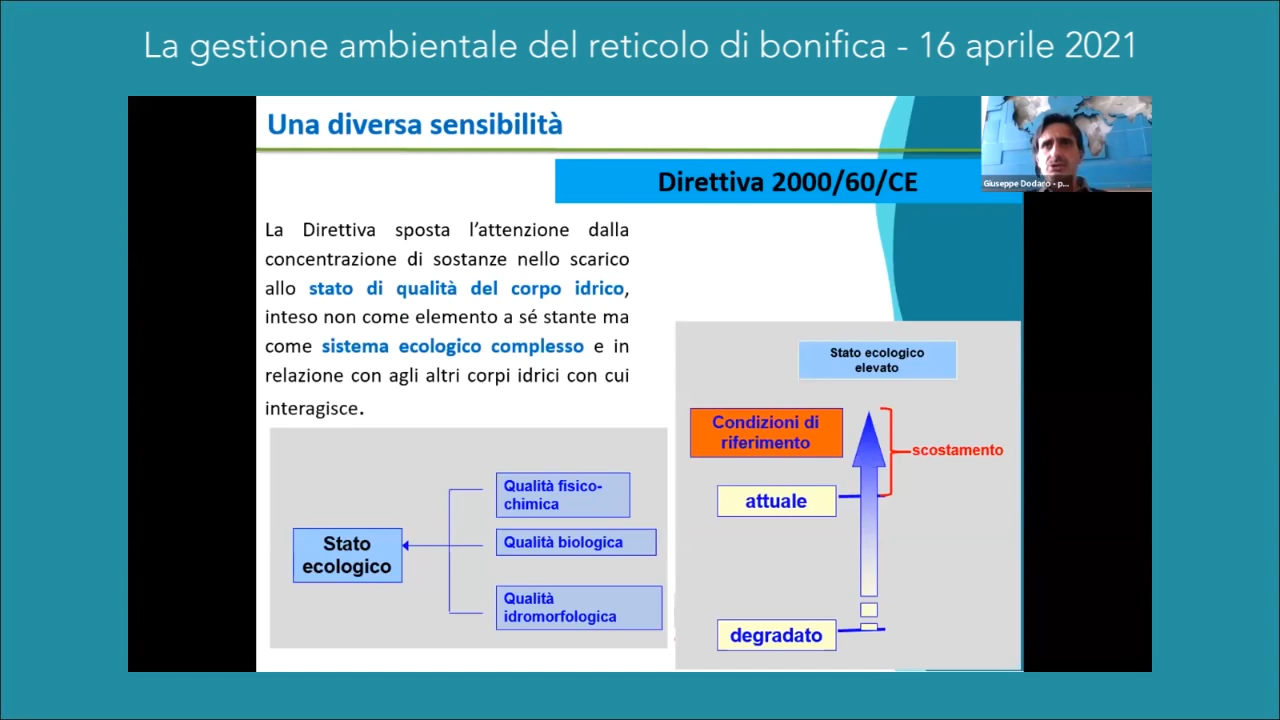 La gestione ambientale del reticolo di bonifica - 16 aprile 2021
Una diversa sensibilità
Direttiva 2000/60/CE
Giuseppe Dodaro - p...
La Direttiva sposta l'attenzione dalla
concentrazione di sostanze nello scarico
allo stato di qualità del corpo idrico,
inteso non come elemento a sé stante ma
come sistema ecologico complesso e in
relazione con agli altri corpi idrici con cui
interagisce.
Stato
ecologico
Qualità fisico-
chimica
Qualità biologica
Qualità
idromorfologica
Stato ecologico
elevato
Condizioni di
riferimento
scostamento
attuale
degradato